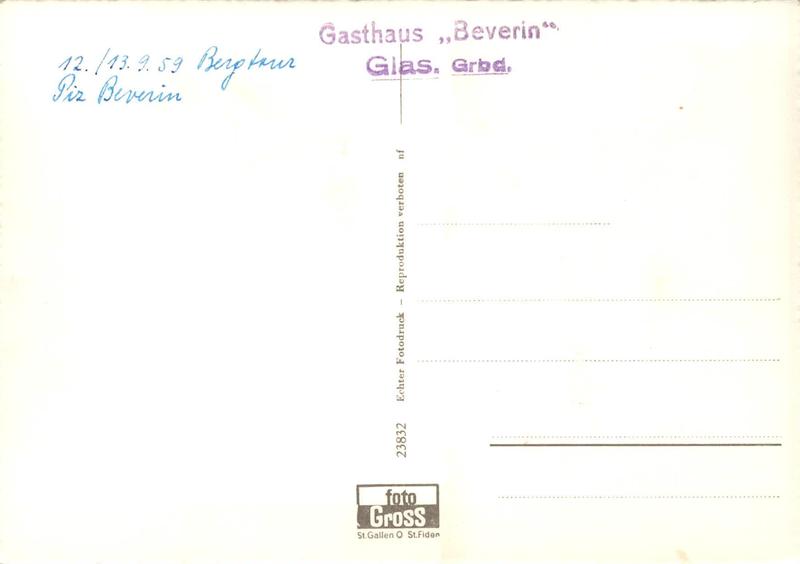 Gasthaus „Beverin“
Glas. Grbd.
12./13.9.59 Bergtour
Piz Beverin
23832 Echter Fotodruck – Reproduktion verboten nf
foto
Gross
St.Gallen O St.Fiden